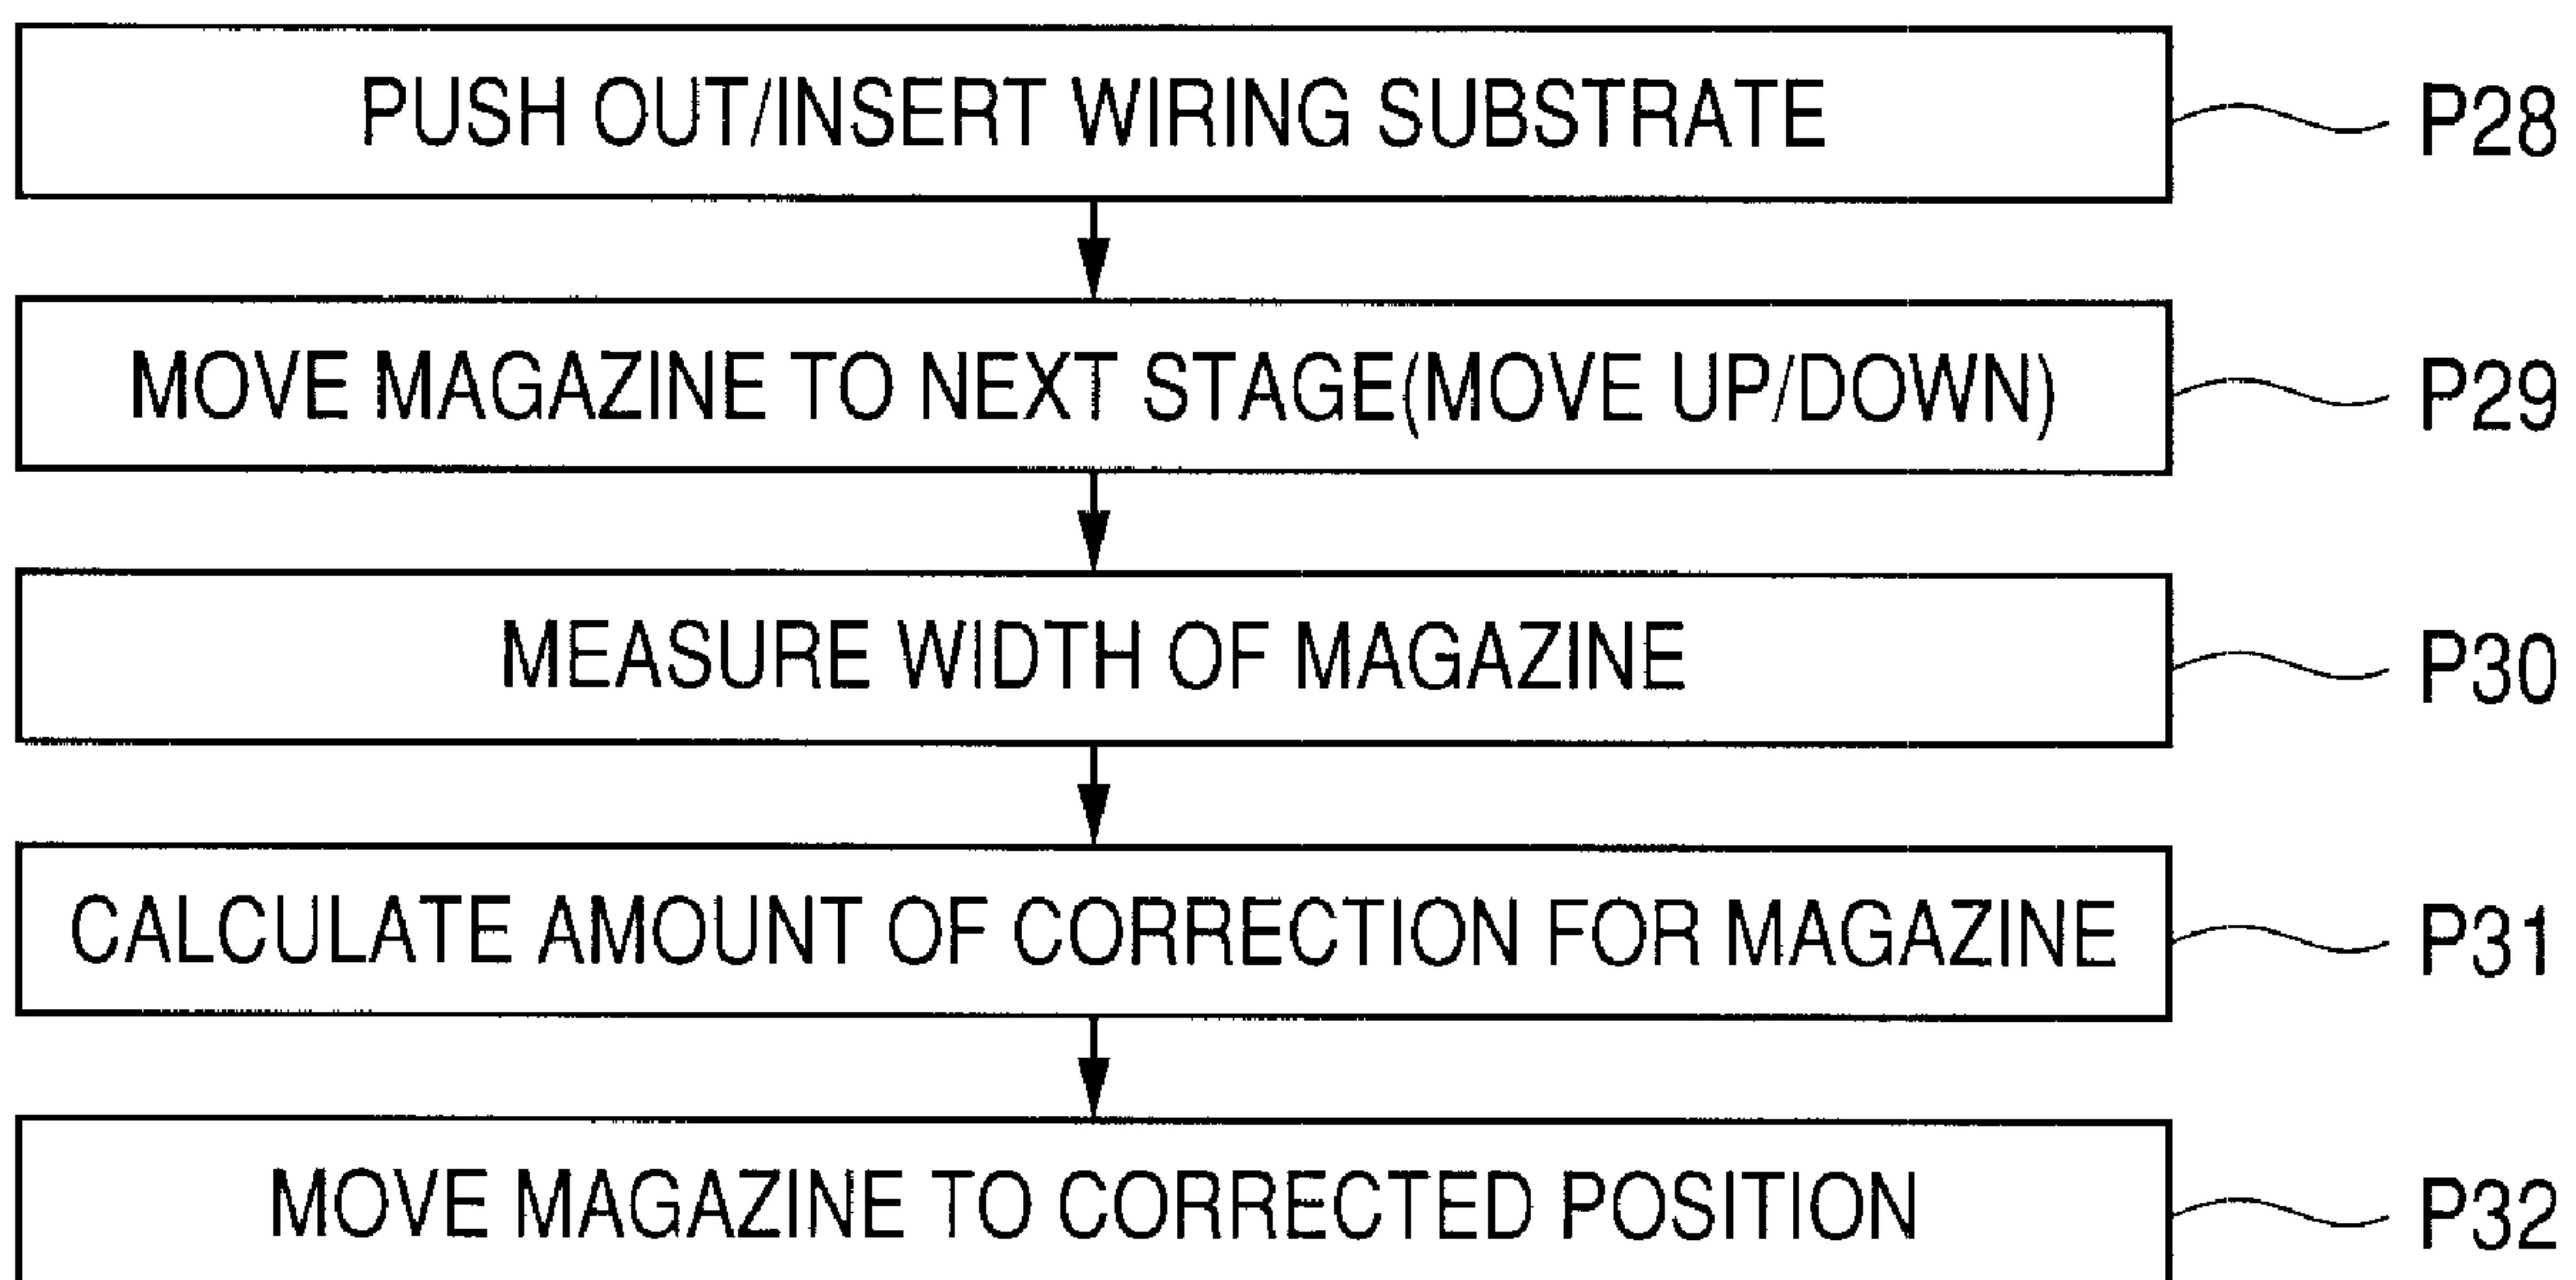 PUSH OUT/INSERT WIRING SUBSTRATE P28
MOVE MAGAZINE TO NEXT STAGE(MOVE UP/DOWN) P29
MEASURE WIDTH OF MAGAZINE P30
CALCULATE AMOUNT OF CORRECTION FOR MAGAZINE P31
MOVE MAGAZINE TO CORRECTED POSITION P32